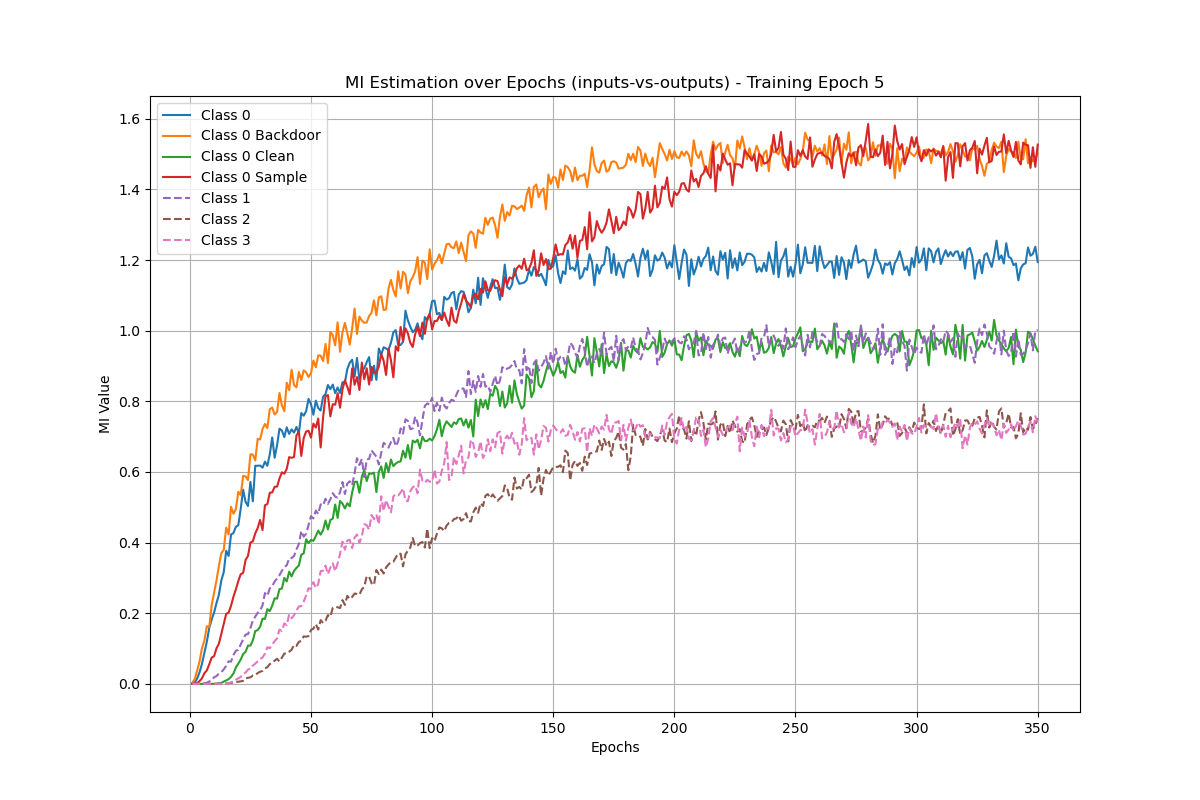 MI Estimation over Epochs (inputs-vs-outputs) - Training Epoch 5
Class 0
Class 0 Backdoor
Class 0 Clean
Class 0 Sample
Class 1
Class 2
Class 3
MI Value
1.6
1.4
1.2
1.0
0.8
0.6
0.4
0.2
0.0
0 50 100 150 200 250 300 350
Epochs